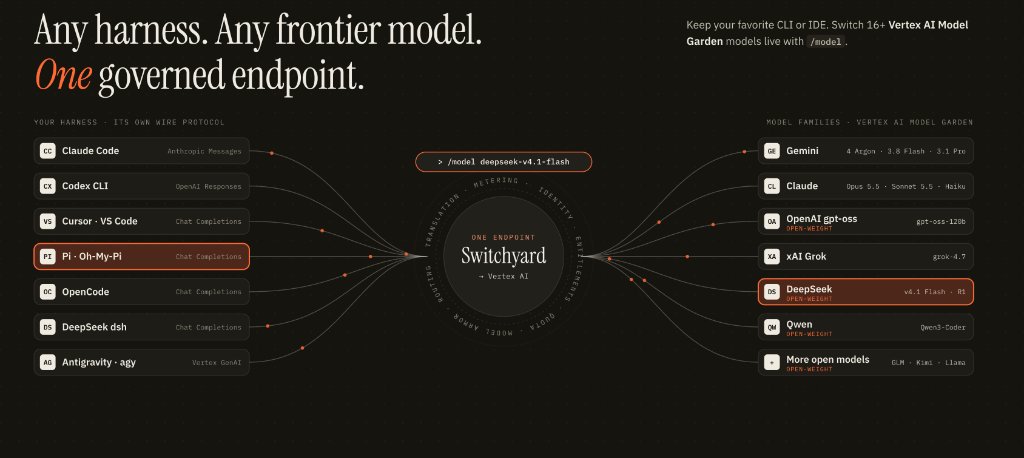 Any harness. Any frontier model.
One governed endpoint.
Keep your favorite CLI or IDE. Switch 16+ Vertex AI Model
Garden models live with /model .
YOUR HARNESS · ITS OWN WIRE PROTOCOL
CC Claude Code Anthropic Messages
CX Codex CLI OpenAI Responses
VS Cursor · VS Code Chat Completions
PI Pi · Oh-My-Pi Chat Completions
OC OpenCode Chat Completions
DS DeepSeek dsh Chat Completions
AG Antigravity · agy Vertex GenAI
> /model deepseek-v4.1-flash
ROUTING · TRANSLATION · METERING · IDENTITY · ENTITLEMENTS · QUOTA · MODEL ARMOR ·
ONE ENDPOINT
Switchyard
→ Vertex AI
MODEL FAMILIES · VERTEX AI MODEL GARDEN
GE Gemini 4 Argon · 3.8 Flash · 3.1 Pro
CL Claude Opus 5.5 · Sonnet 5.5 · Haiku
OA OpenAI gpt-oss gpt-oss-120b
OPEN-WEIGHT
XA xAI Grok grok-4.7
DS DeepSeek v4.1 Flash · R1
OPEN-WEIGHT
QW Qwen Qwen3-Coder
OPEN-WEIGHT
+ More open models GLM · Kimi · Llama
OPEN-WEIGHT